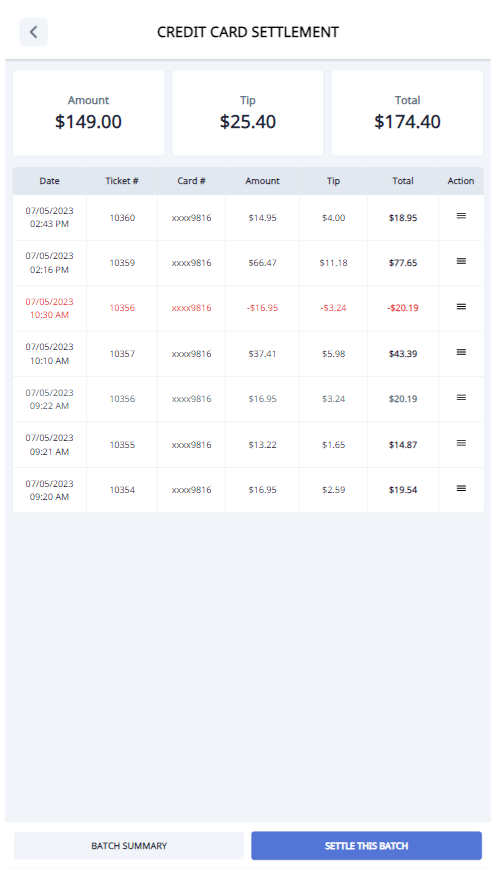 CREDIT CARD SETTLEMENT
Amount Tip Total
$149.00 $25.40 $174.40
Date Ticket # Card # Amount Tip Total Action
07/05/2023
02:43 PM 10360 xxxx9816 $14.95 $4.00 $18.95
07/05/2023
02:16 PM 10359 xxxx9816 $66.47 $11.18 $77.65
07/05/2023
10:30 AM 10356 xxxx9816 -$16.95 -$3.24 -$20.19
07/05/2023
10:10 AM 10357 xxxx9816 $37.41 $5.98 $43.39
07/05/2023
09:22 AM 10356 xxxx9816 $16.95 $3.24 $20.19
07/05/2023
09:21 AM 10355 xxxx9816 $13.22 $1.65 $14.87
07/05/2023
09:20 AM 10354 xxxx9816 $16.95 $2.59 $19.54
BATCH SUMMARY SETTLE THIS BATCH